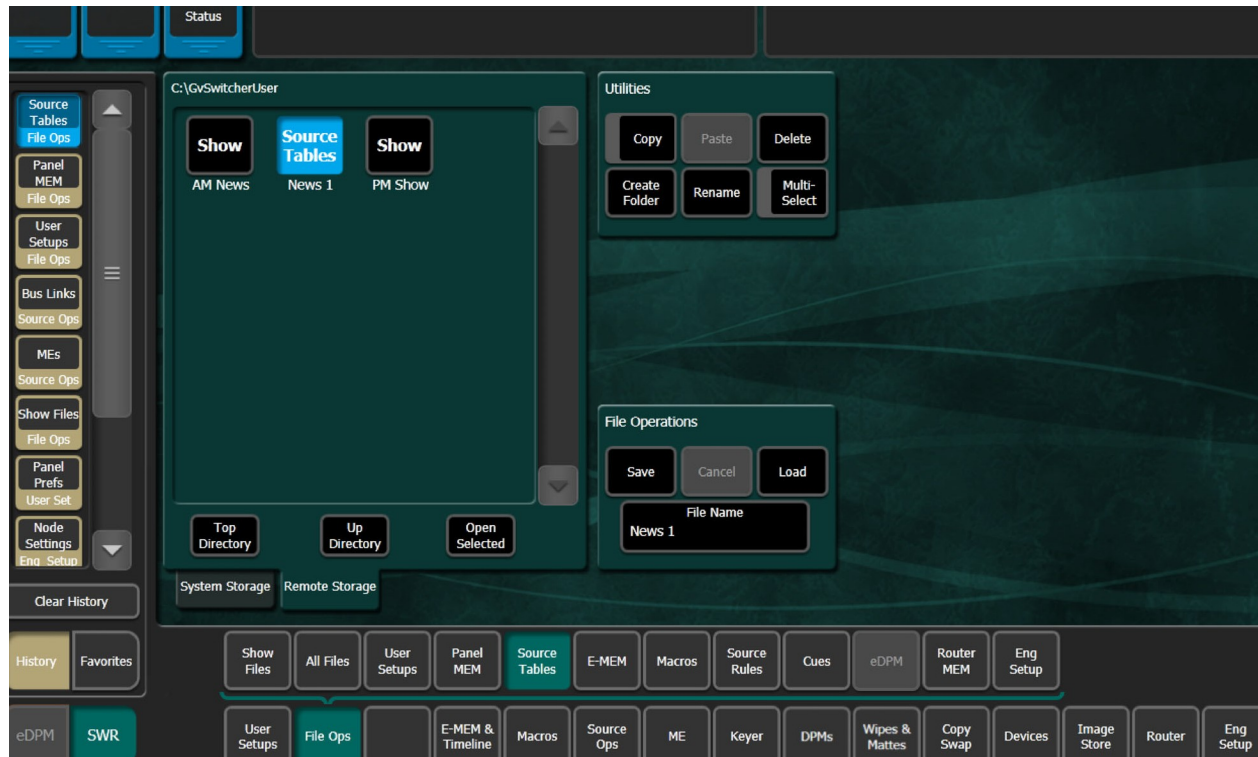 Status
Source
Tables
File Ops
Panel
MEM
File Ops
User
Setups
File Ops
Bus Links
Source Ops
MEs
Source Ops
Show Files
File Ops
Panel
Prefs
User Set
Node
Settings
Eng Setup
Clear History
History
Favorites
eDPM
SWR
C:\GvSwitcherUser
Show
AM News
Source
Tables
News 1
Show
PM Show
Top
Directory
Up
Directory
Open
Selected
System Storage
Remote Storage
Utilities
Copy
Paste
Delete
Create
Folder
Rename
Multi-
Select
File Operations
Save
Cancel
Load
File Name
News 1
Show
Files
All Files
User
Setups
Panel
MEM
Source
Tables
E-MEM
Macros
Source
Rules
Cues
eDPM
Router
MEM
Eng
Setup
User
Setups
File Ops
E-MEM &
Timeline
Macros
Source
Ops
ME
Keyer
DPMs
Wipes &
Mattes
Copy
Swap
Devices
Image
Store
Router
Eng
Setup